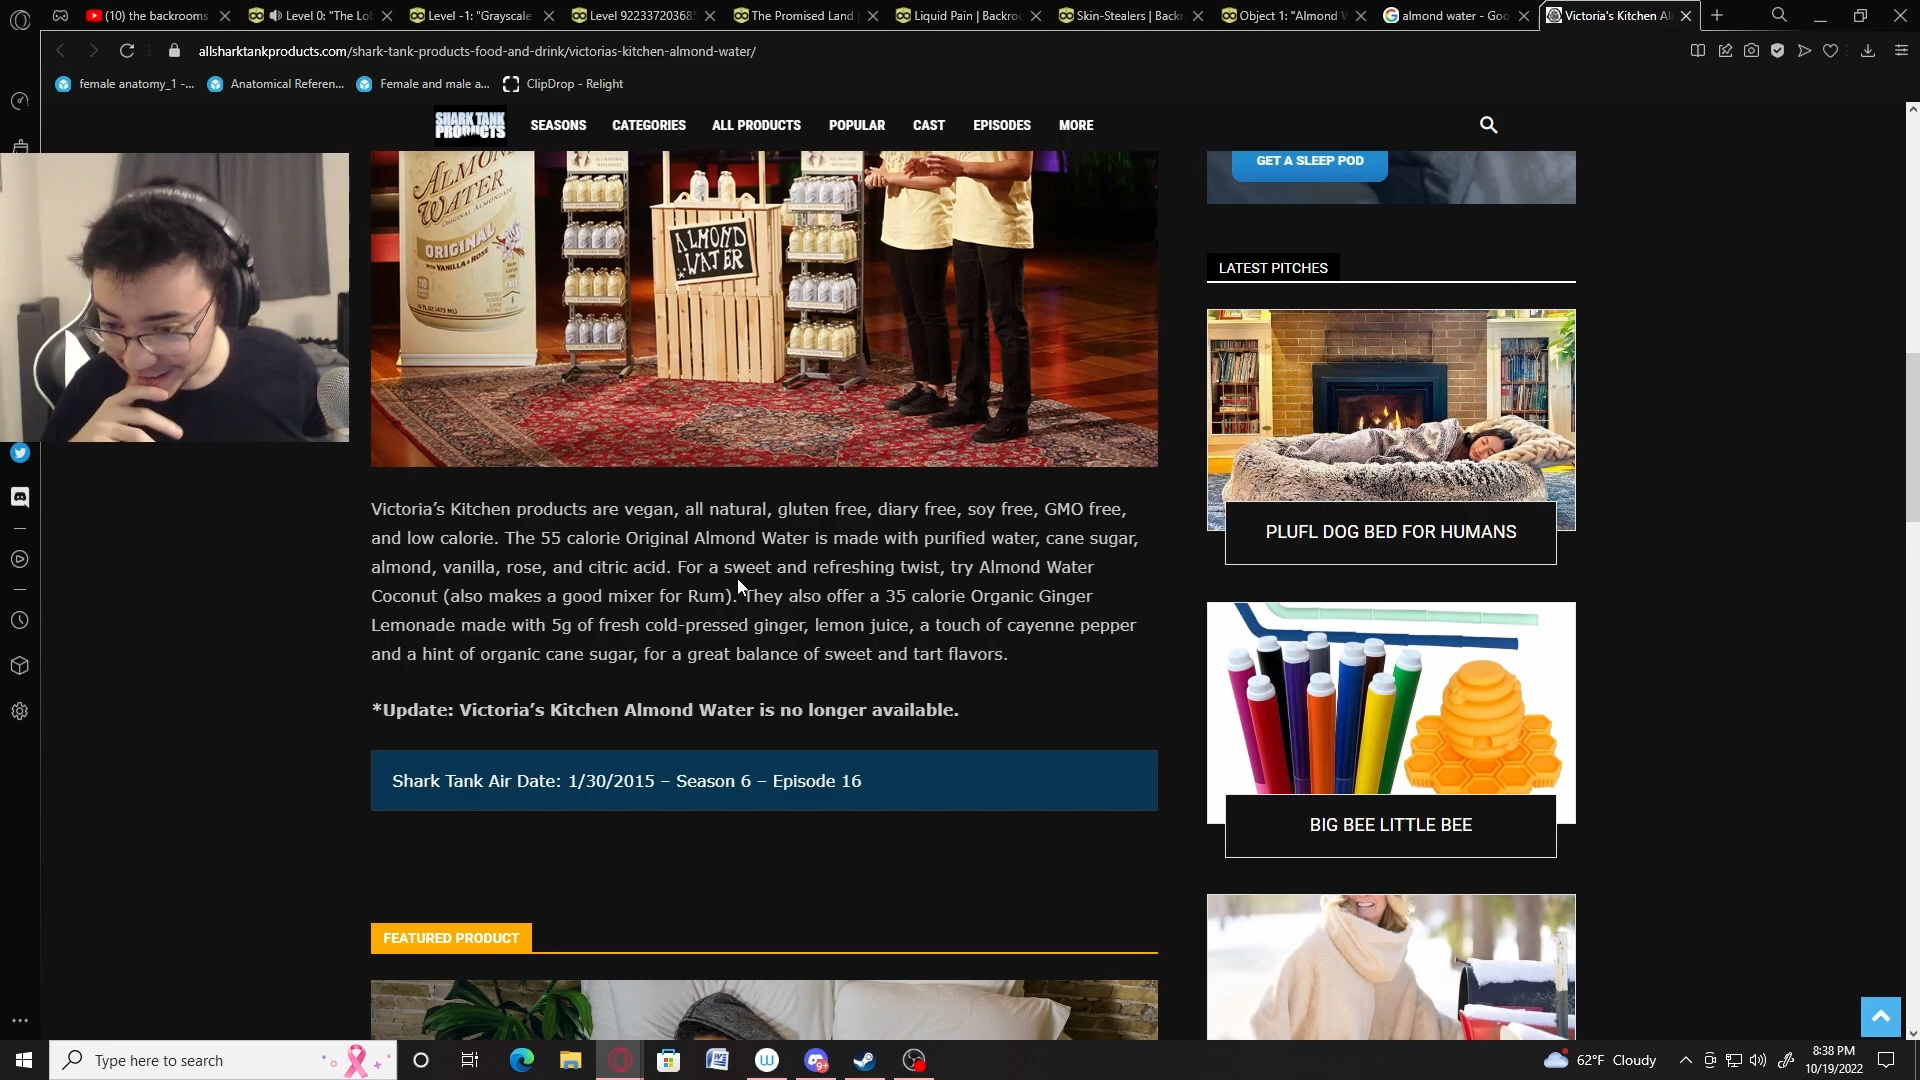 (10) the backrooms
Level 0: "The Lo
Level -1: "Grayscale
Level 9223372036
The Promised Land
Liquid Pain | Backro
Skin-Stealers | Back
Object 1: "Almond
almond water - Goo
Victoria's Kitchen Al
allsharktankproducts.com/shark-tank-products-food-and-drink/victorias-kitchen-almond-water/
female anatomy_1 -...
Anatomical Referen...
Female and male a...
ClipDrop - Relight
SHARK TANK
PRODUCTS
SEASONS
CATEGORIES
ALL PRODUCTS
POPULAR
CAST
EPISODES
MORE
ALMOND
WATER
ORIGINAL ALMONDADE
ORIGINAL
WITH VANILLA & ROSE
ALMOND
WATER
GET A SLEEP POD
LATEST PITCHES
PLUFL DOG BED FOR HUMANS
BIG BEE LITTLE BEE
Victoria's Kitchen products are vegan, all natural, gluten free, diary free, soy free, GMO free,
and low calorie. The 55 calorie Original Almond Water is made with purified water, cane sugar,
almond, vanilla, rose, and citric acid. For a sweet and refreshing twist, try Almond Water
Coconut (also makes a good mixer for Rum). They also offer a 35 calorie Organic Ginger
Lemonade made with 5g of fresh cold-pressed ginger, lemon juice, a touch of cayenne pepper
and a hint of organic cane sugar, for a great balance of sweet and tart flavors.
*Update: Victoria's Kitchen Almond Water is no longer available.
Shark Tank Air Date: 1/30/2015 – Season 6 – Episode 16
FEATURED PRODUCT
Type here to search
9+
62°F Cloudy
8:38 PM
10/19/2022